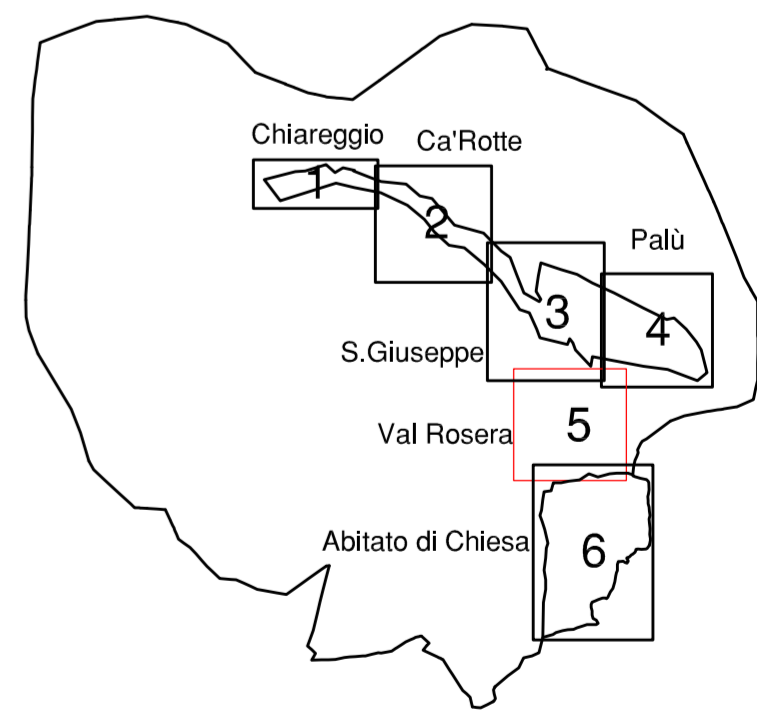 Chiareggio
Ca'Rotte
1
2
Palù
3
4
S.Giuseppe
5
Val Rosera
Abitato di Chiesa
6